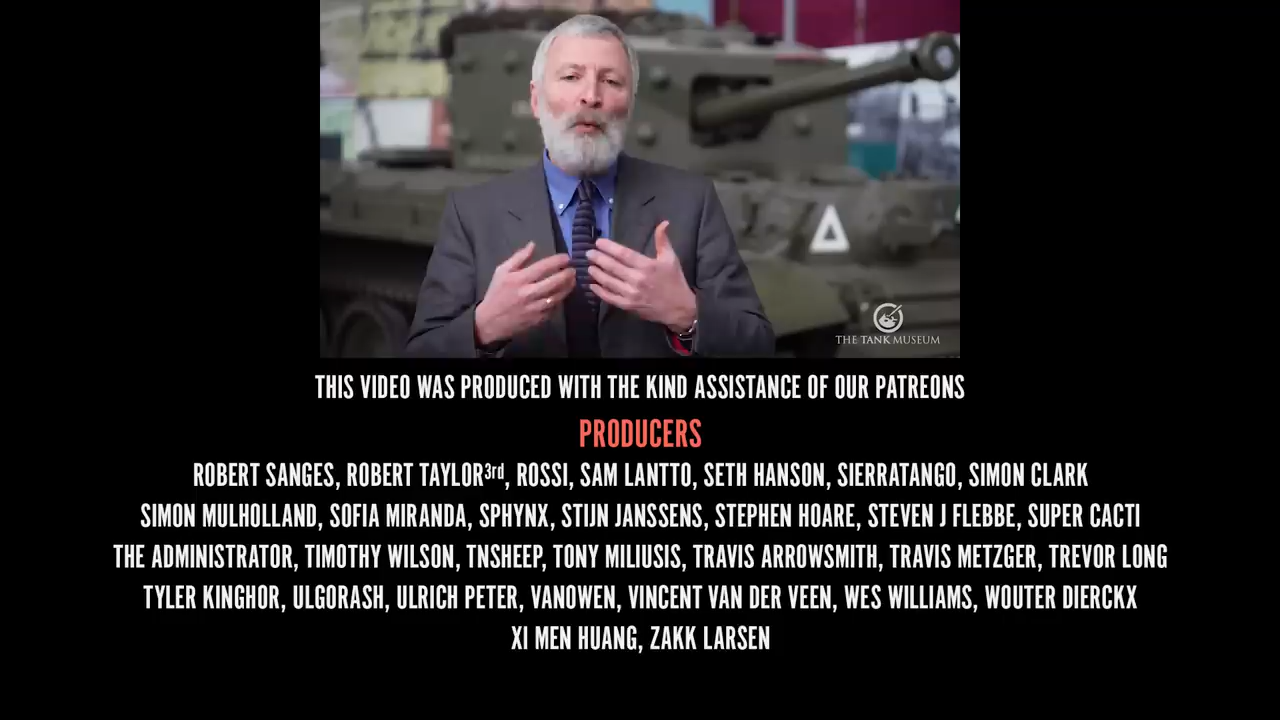 THE TANK MUSEUM
THIS VIDEO WAS PRODUCED WITH THE KIND ASSISTANCE OF OUR PATREONS
PRODUCERS
ROBERT SANGES, ROBERT TAYLOR3rd, ROSSI, SAM LANTTO, SETH HANSON, SIERRATANGO, SIMON CLARK
SIMON MULHOLLAND, SOFIA MIRANDA, SPHYNX, STIJN JANSSENS, STEPHEN HOARE, STEVEN J FLEBBE, SUPER CACTI
THE ADMINISTRATOR, TIMOTHY WILSON, TNSHEEP, TONY MILIUSIS, TRAVIS ARROWSMITH, TRAVIS METZGER, TREVOR LONG
TYLER KINGHOR, ULGORASH, ULRICH PETER, VANOWEN, VINCENT VAN DER VEEN, WES WILLIAMS, WOUTER DIERCKX
XI MEN HUANG, ZAKK LARSEN